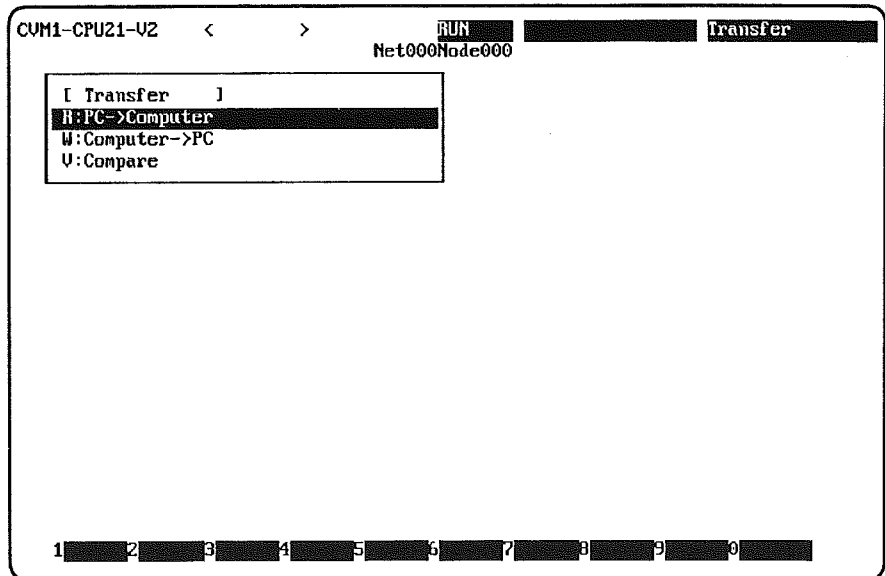 CVM1-CPU21-V2 < > RUN Transfer
Net000Node000
[ Transfer ]
R:PC->Computer
W:Computer->PC
V:Compare
1 2 3 4 5 6 7 8 9 0